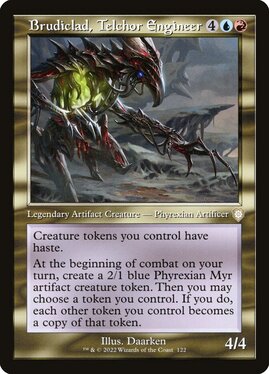 Brudiclad, Telchor Engineer 4
Legendary Artifact Creature — Phyrexian Artificer
Creature tokens you control have
haste.
At the beginning of combat on your
turn, create a 2/1 blue Phyrexian Myr
artifact creature token. Then you may
choose a token you control. If you do,
each other token you control becomes
a copy of that token.
Illus. Daarken
™ & © 2022 Wizards of the Coast 122
4/4